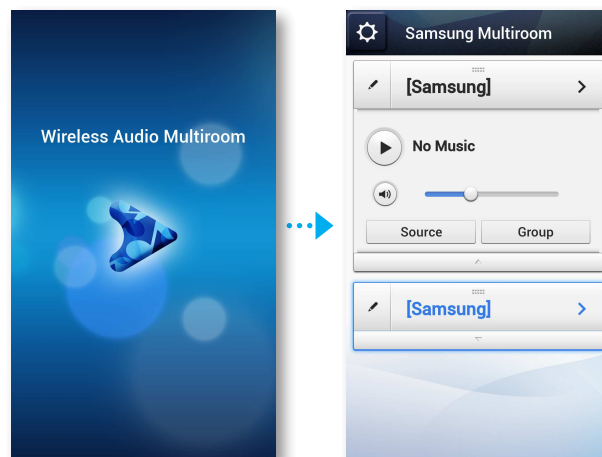 Wireless Audio Multiroom
Samsung Multiroom
[Samsung]
No Music
Source Group
[Samsung]